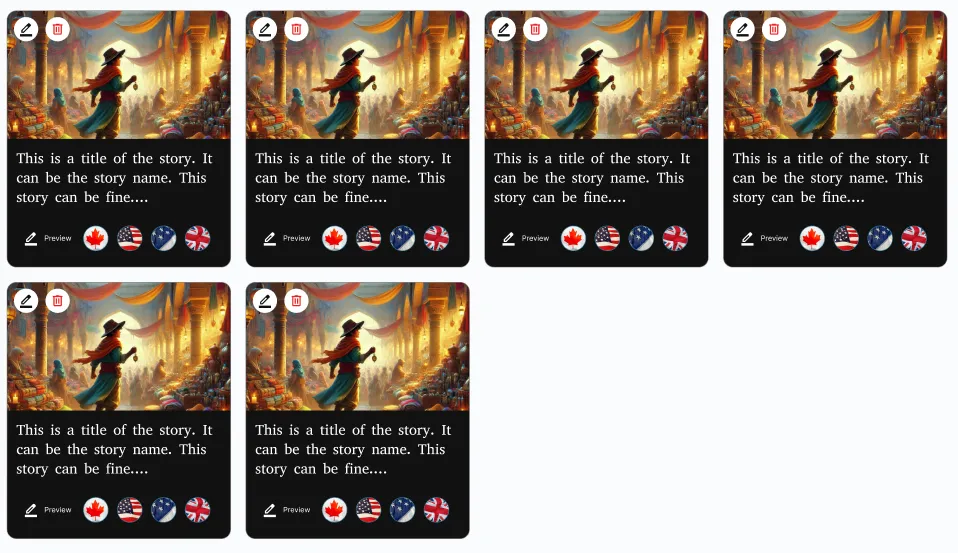 This is a title of the story. It
can be the story name. This
story can be fine....
Preview
This is a title of the story. It
can be the story name. This
story can be fine....
Preview
This is a title of the story. It
can be the story name. This
story can be fine....
Preview
This is a title of the story. It
can be the story name. This
story can be fine....
Preview
This is a title of the story. It
can be the story name. This
story can be fine....
Preview
This is a title of the story. It
can be the story name. This
story can be fine....
Preview